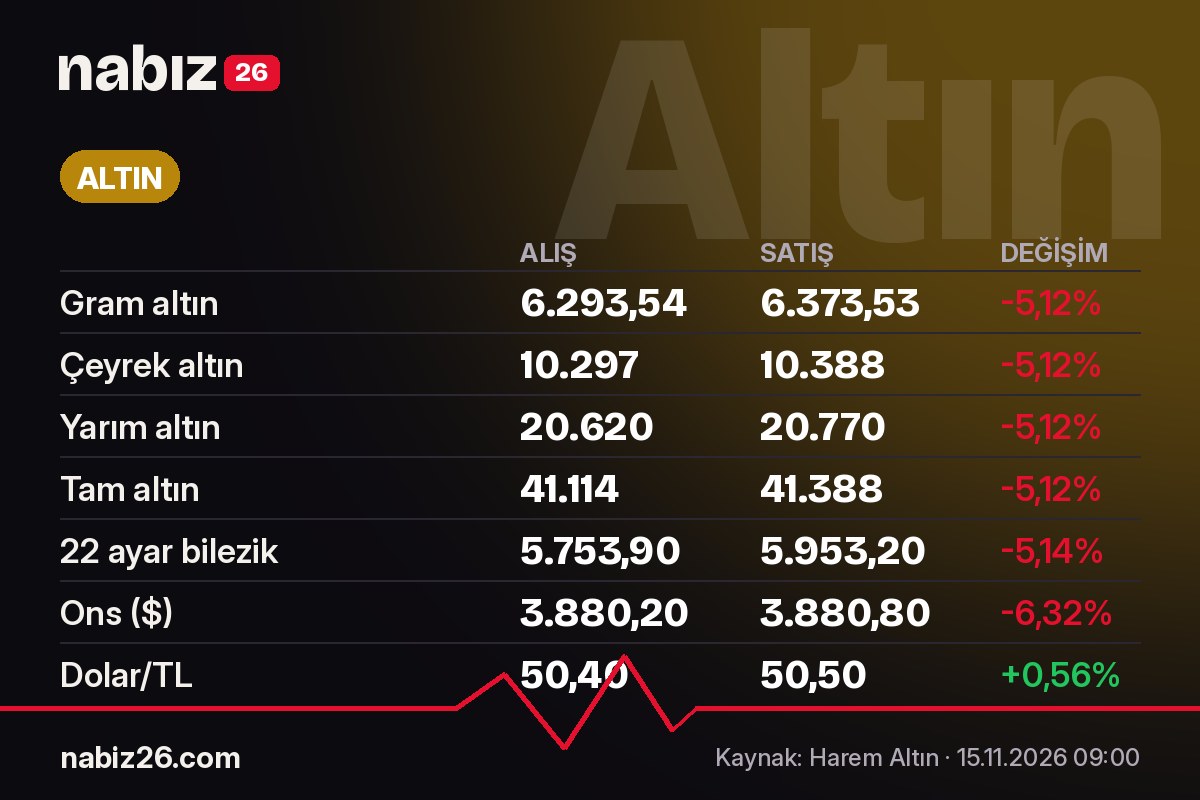 nabız 26
Altın
ALTIN
ALIŞ SATIŞ DEĞİŞİM
Gram altın 6.293,54 6.373,53 -5,12%
Çeyrek altın 10.297 10.388 -5,12%
Yarım altın 20.620 20.770 -5,12%
Tam altın 41.114 41.388 -5,12%
22 ayar bilezik 5.753,90 5.953,20 -5,14%
Ons ($) 3.880,20 3.880,80 -6,32%
Dolar/TL 50,40 50,50 +0,56%
nabiz26.com Kaynak: Harem Altın · 15.11.2026 09:00